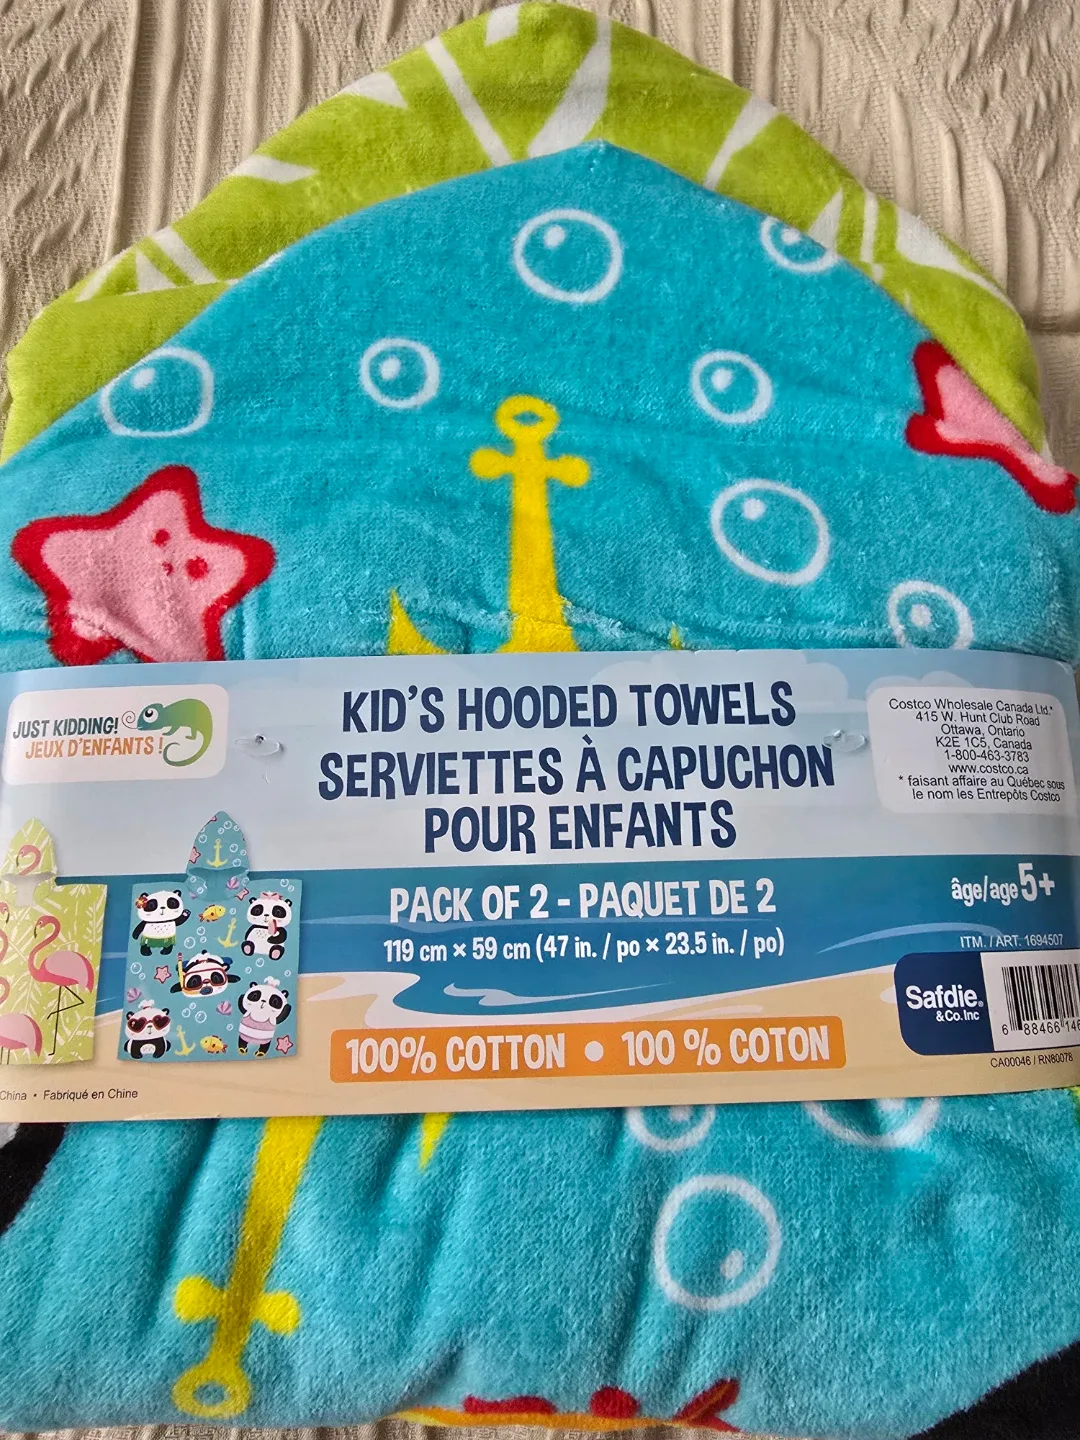 JUST KIDDING!
JEUX D'ENFANTS !
KID'S HOODED TOWELS
SERVIETTES À CAPUCHON
POUR ENFANTS
Costco Wholesale Canada Ltd.*
415 W. Hunt Club Road
Ottawa, Ontario
K2E 1C5, Canada
1-800-463-3783
www.costco.ca
* faisant affaire au Québec sous
le nom les Entrepôts Costco
PACK OF 2 - PAQUET DE 2
119 cm × 59 cm (47 in. / po × 23.5 in. / po)
âge/age 5+
ITM. / ART. 1694507
Safdie®
& Co. Inc
6 88466 146
CA00046 / RN80078
100% COTTON • 100 % COTON
China • Fabriqué en Chine